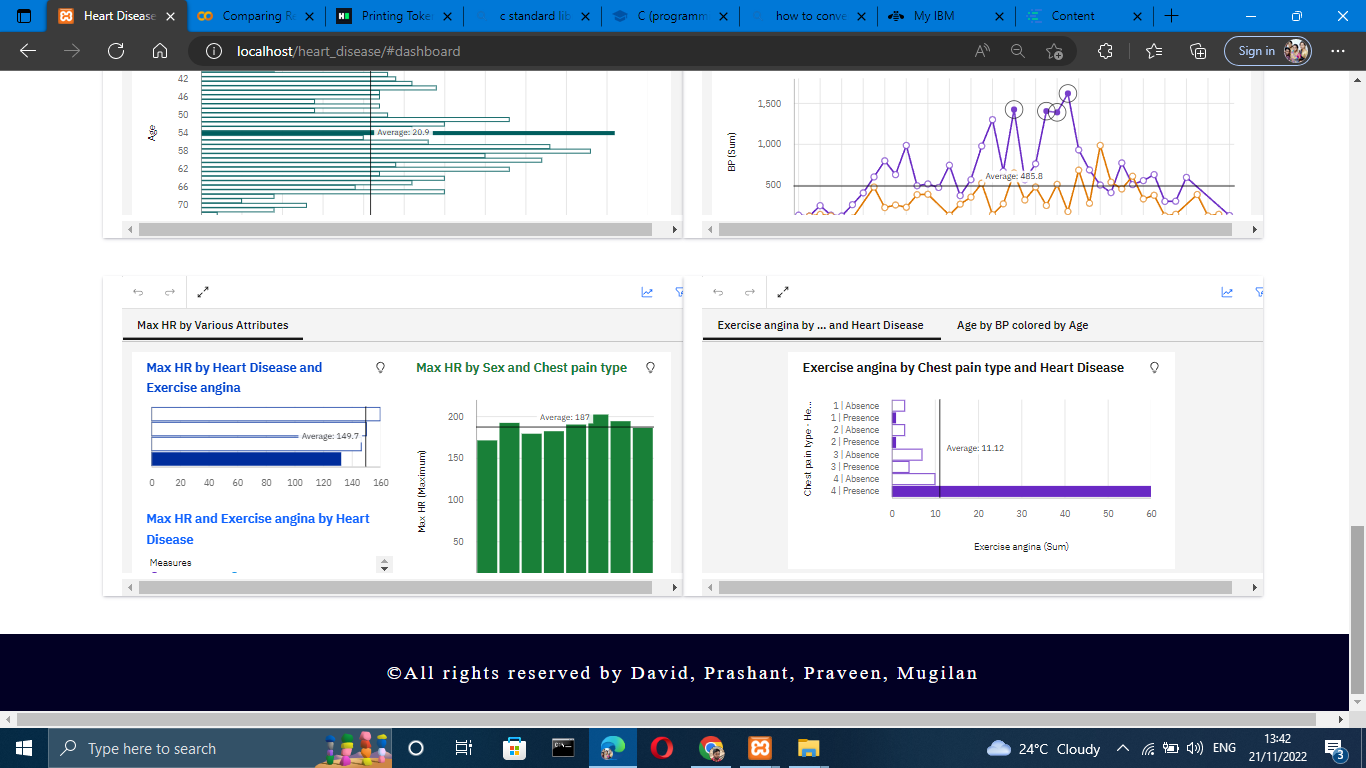 Heart Disease
Comparing R
Printing Toke
c standard lib
C (programm
how to conve
My IBM
Content
localhost/heart_disease/#dashboard
Sign in
42
46
50
54
58
62
66
70
Age
Average: 20.9
1,500
1,000
500
BP (Sum)
Average: 485.8
Max HR by Various Attributes
Max HR by Heart Disease and
Exercise angina
Average: 149.7
0 20 40 60 80 100 120 140 160
Max HR and Exercise angina by Heart
Disease
Measures
Max HR by Sex and Chest pain type
200
150
100
50
Max HR (Maximum)
Average: 187
Exercise angina by ... and Heart Disease
Age by BP colored by Age
Exercise angina by Chest pain type and Heart Disease
Chest pain type - He...
1 | Absence
1 | Presence
2 | Absence
2 | Presence
3 | Absence
3 | Presence
4 | Absence
4 | Presence
Average: 11.12
0 10 20 30 40 50 60
Exercise angina (Sum)
©All rights reserved by David, Prashant, Praveen, Mugilan
Type here to search
24°C Cloudy
ENG
13:42
21/11/2022
3